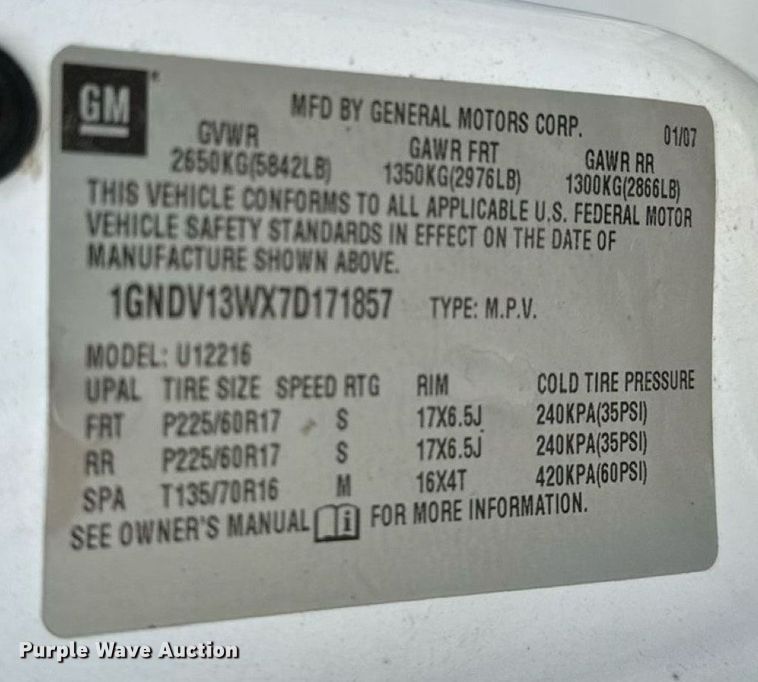 GM
MFD BY GENERAL MOTORS CORP. 01/07
GVWR GAWR FRT GAWR RR
2650KG(5842LB) 1350KG(2976LB) 1300KG(2866LB)
THIS VEHICLE CONFORMS TO ALL APPLICABLE U.S. FEDERAL MOTOR
VEHICLE SAFETY STANDARDS IN EFFECT ON THE DATE OF
MANUFACTURE SHOWN ABOVE.
1GNDV13WX7D171857 TYPE: M.P.V.
MODEL: U12216
UPAL TIRE SIZE SPEED RTG RIM COLD TIRE PRESSURE
FRT P225/60R17 S 17X6.5J 240KPA(35PSI)
RR P225/60R17 S 17X6.5J 240KPA(35PSI)
SPA T135/70R16 M 16X4T 420KPA(60PSI)
SEE OWNER'S MANUAL i FOR MORE INFORMATION.
Purple Wave Auction